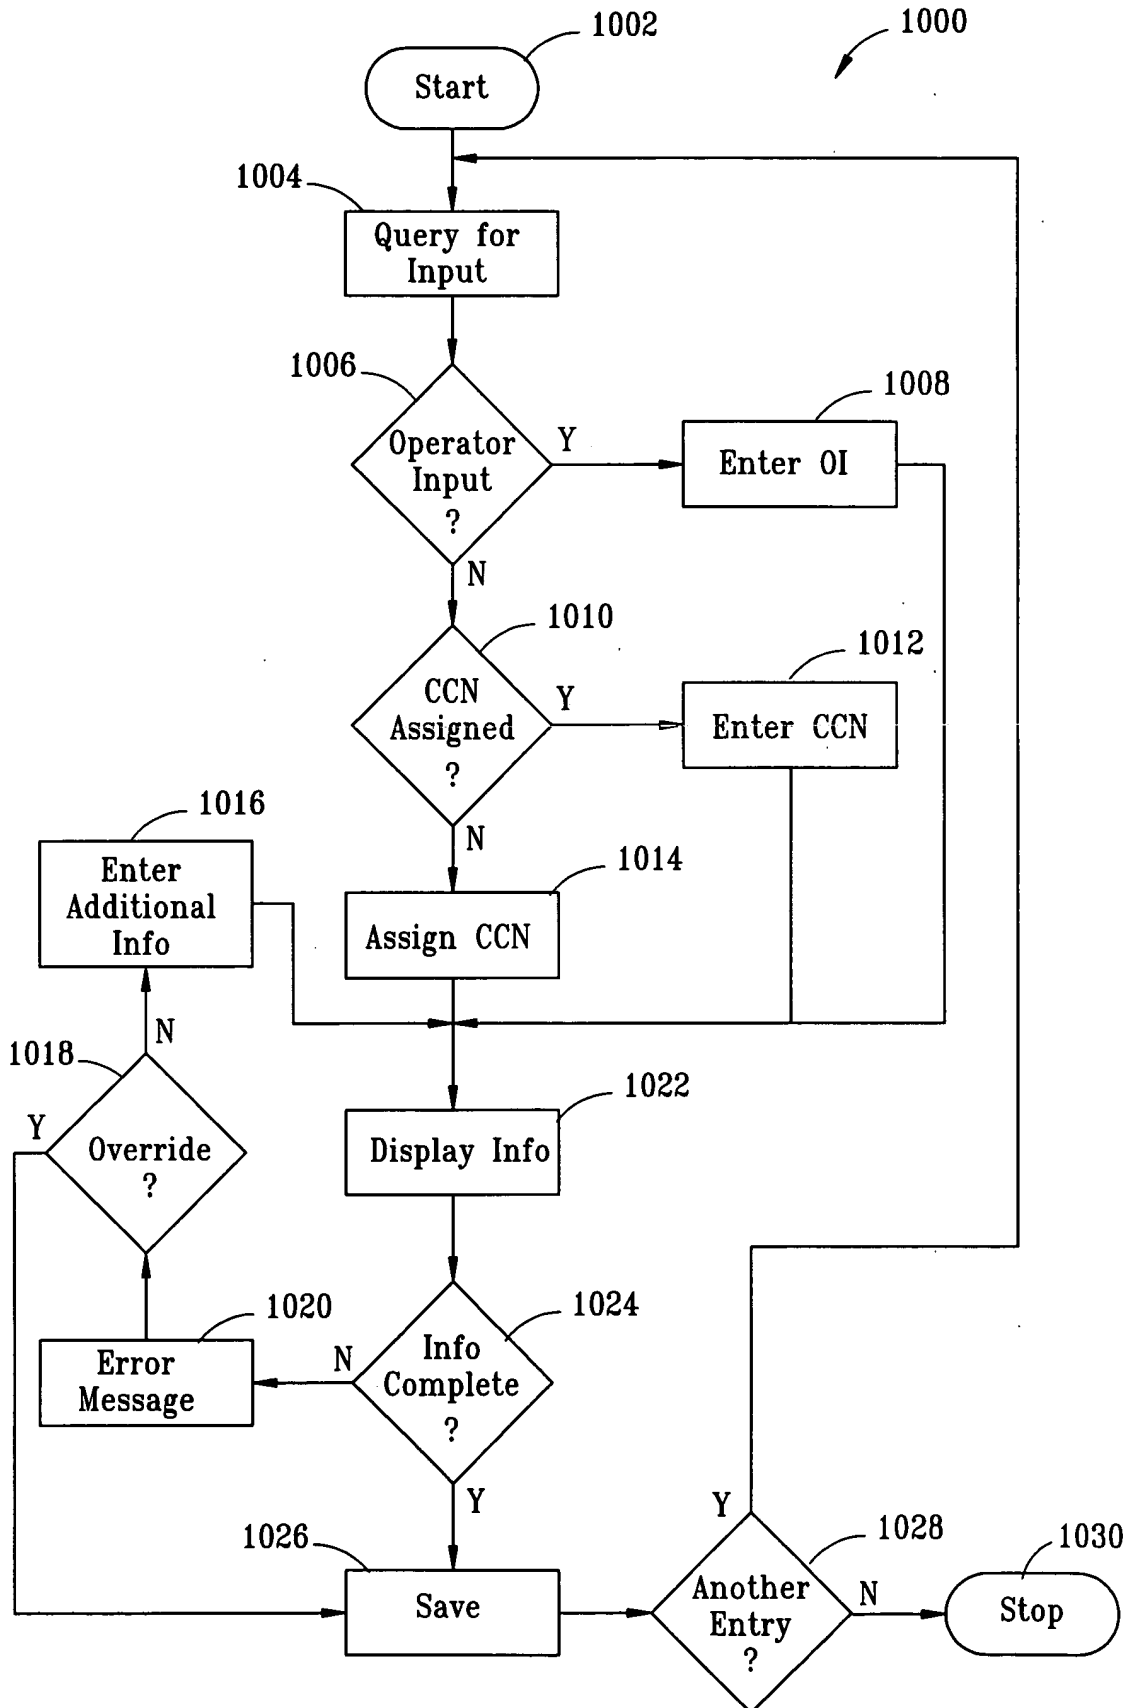 1002
1000
Start
1004
Query for
Input
1006
Operator
Input
?
Y
1008
Enter OI
N
1010
CCN
Assigned
?
Y
1012
Enter CCN
N
1016
Enter
Additional
Info
1014
Assign CCN
N
1018
Y
Override
?
1022
Display Info
1020
Error
Message
N
1024
Info
Complete
?
Y
1026
Save
Y
1028
Another
Entry
?
N
1030
Stop